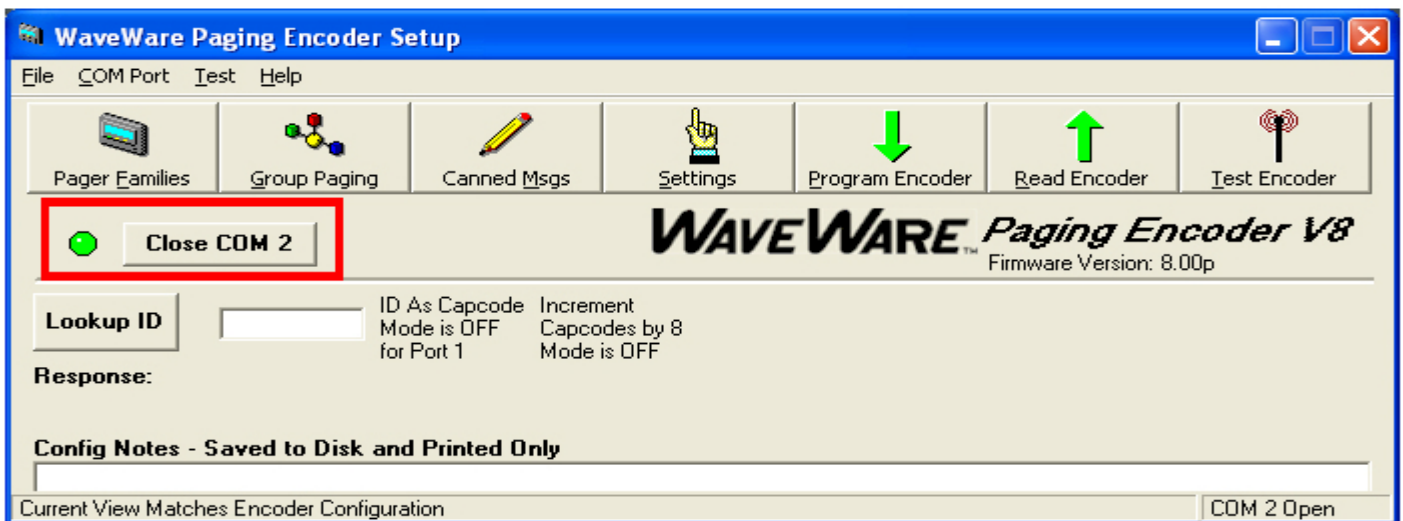 WaveWare Paging Encoder Setup
File COM Port Test Help
Pager Families Group Paging Canned Msgs Settings Program Encoder Read Encoder Test Encoder
Close COM 2
WAVEWARE™ Paging Encoder V8
Firmware Version: 8.00p
Lookup ID
ID As Capcode
Mode is OFF
for Port 1
Increment
Capcodes by 8
Mode is OFF
Response:
Config Notes - Saved to Disk and Printed Only
Current View Matches Encoder Configuration COM 2 Open